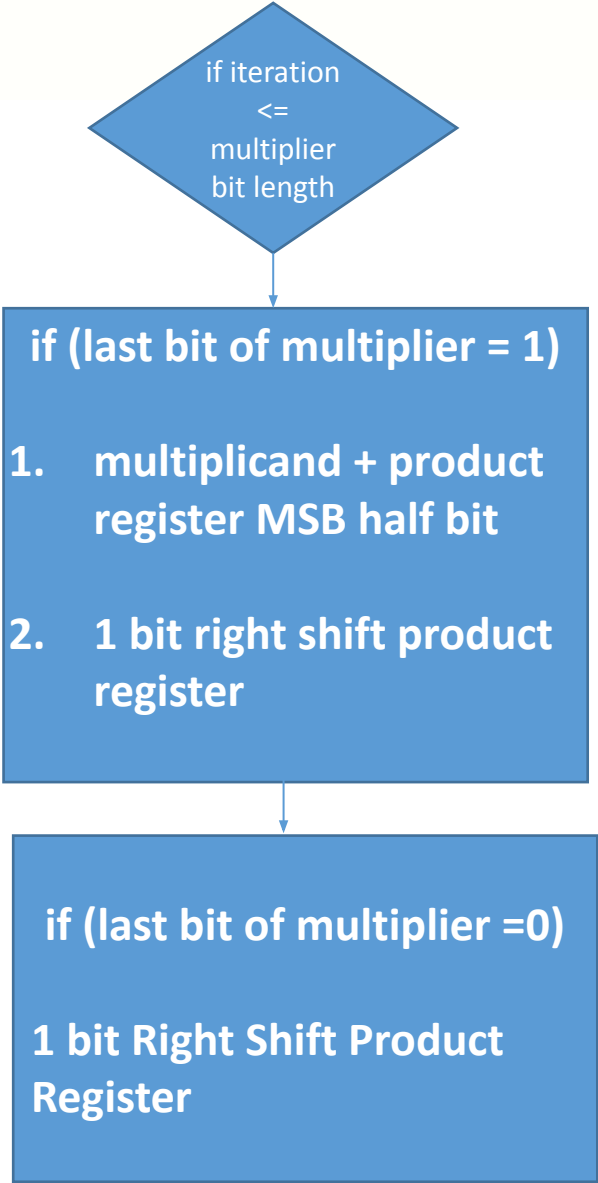 if iteration
<=
multiplier
bit length
if (last bit of multiplier = 1)
1. multiplicand + product
register MSB half bit
2. 1 bit right shift product
register
if (last bit of multiplier =0)
1 bit Right Shift Product
Register